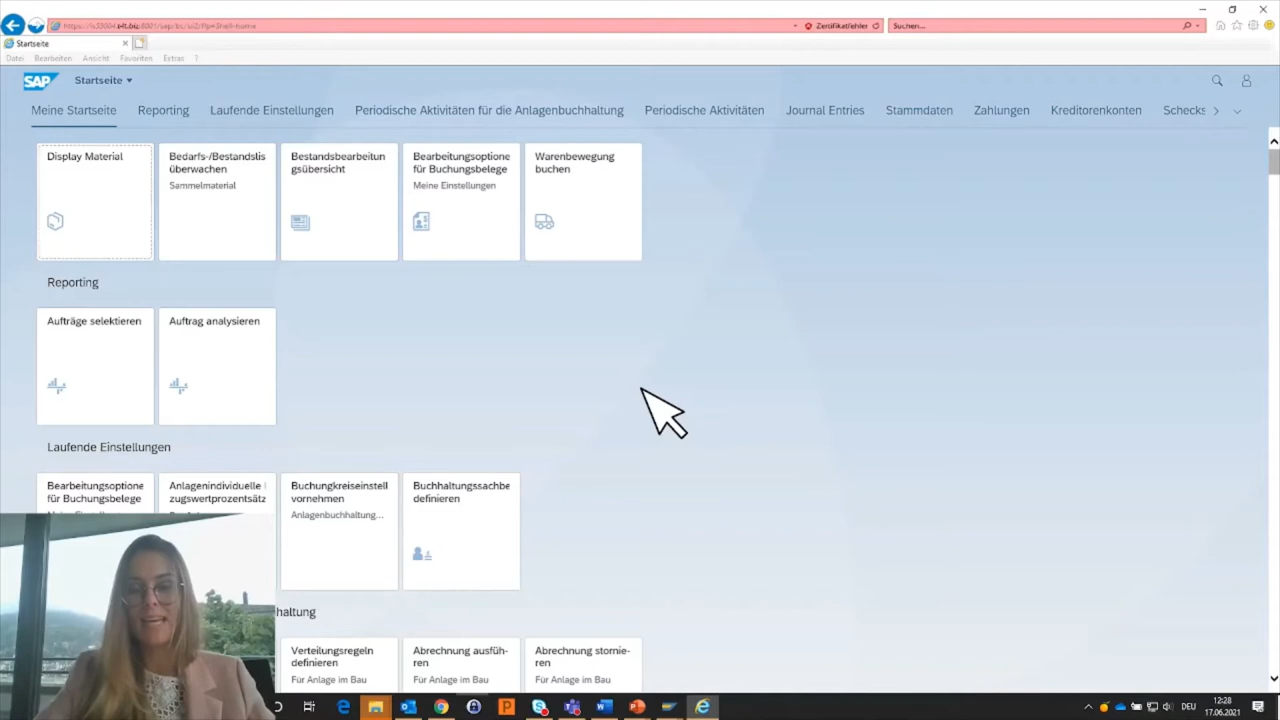 Zertifikatfehler
Suchen...
Startseite
Datei Bearbeiten Ansicht Favoriten Extras ?
SAP Startseite
Meine Startseite Reporting Laufende Einstellungen Periodische Aktivitäten für die Anlagenbuchhaltung Periodische Aktivitäten Journal Entries Stammdaten Zahlungen Kreditorenkonten Schecks
Display Material
Bedarfs-/Bestandslis
überwachen
Sammelmaterial
Bestandsbearbeitun
gsübersicht
Bearbeitungsoptione
für Buchungsbelege
Meine Einstellungen
Warenbewegung
buchen
Reporting
Aufträge selektieren
Auftrag analysieren
Laufende Einstellungen
Bearbeitungsoptione
für Buchungsbelege
Anlagenindividuelle
zugswertprozentsätz
Buchungkreiseinstell
vornehmen
Anlagenbuchhaltung...
Buchhaltungssachbe
definieren
haltung
Verteilungsregeln
definieren
Für Anlage im Bau
Abrechnung ausfüh-
ren
Für Anlage im Bau
Abrechnung stornie-
ren
Für Anlage im Bau
DEU
12:28
17.06.2021